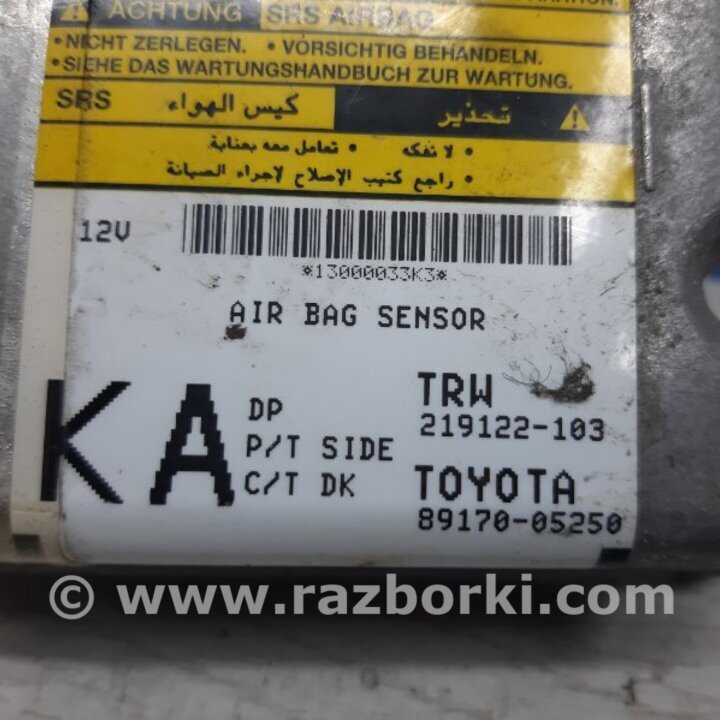 ACHTUNG SRS AIRBAG
•NICHT ZERLEGEN. •VORSICHTIG BEHANDELN.
•SIEHE DAS WARTUNGSHANDBUCH ZUR WARTUNG.
SRS كيس الهواء تحذير
• لا تفكه • تعامل معه بعناية
• راجع كتيب الإصلاح لاجراء الصيانة
12V
*13000033K3*
AIR BAG SENSOR
KA
DP TRW
219122-103
P/T SIDE
C/T DK TOYOTA
89170-05250
© www.razborki.com